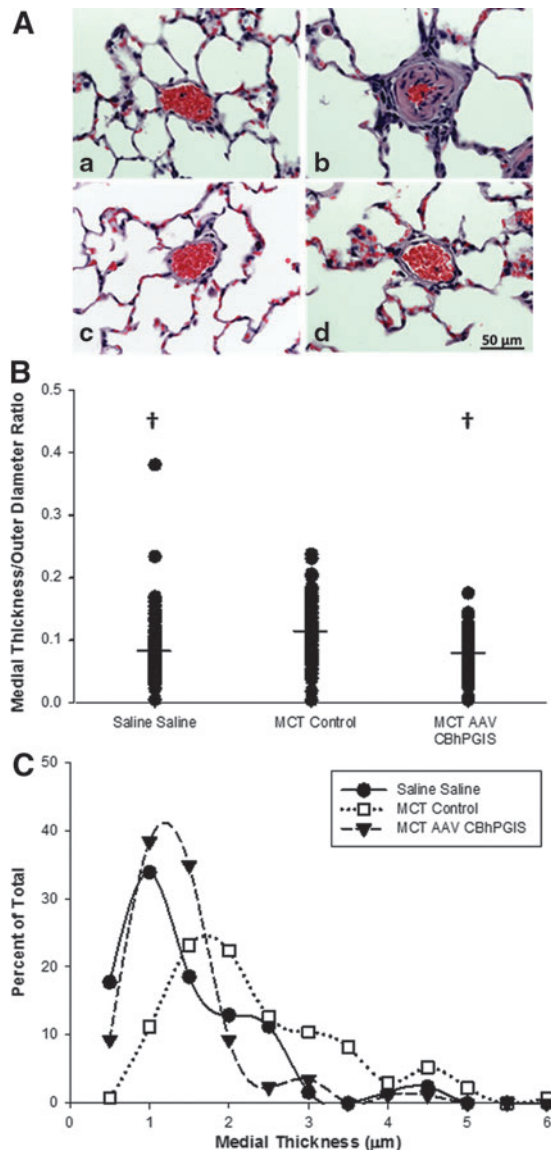 A
a
b
c
d
50 µm
B
Medial Thickness/Outer Diameter Ratio
0.5
0.4
0.3
0.2
0.1
0.0
†
†
Saline Saline
MCT Control
MCT AAV
CBhPGIS
C
Percent of Total
50
40
30
20
10
0
Saline Saline
MCT Control
MCT AAV CBhPGIS
0
1
2
3
4
5
6
Medial Thickness (µm)